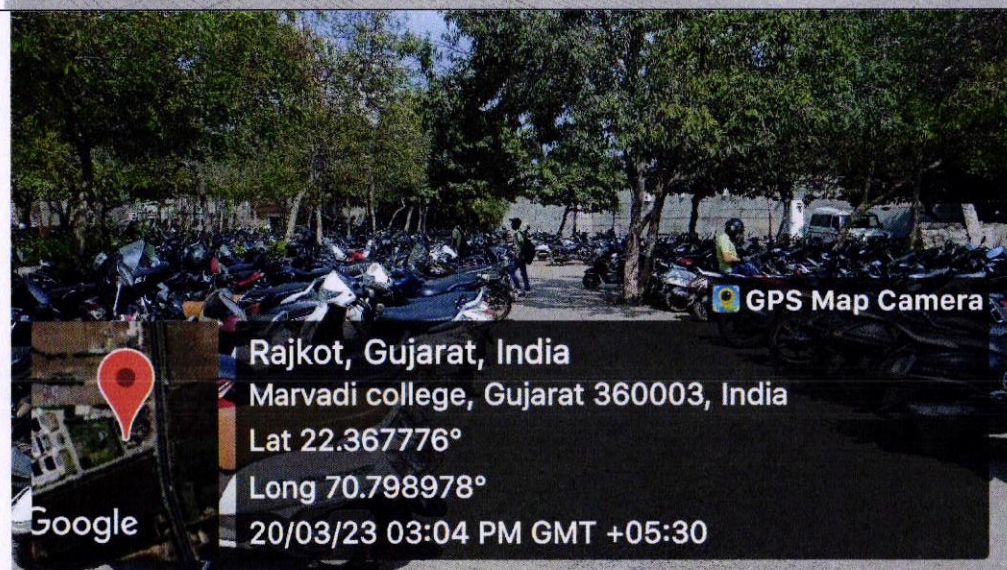 GPS Map Camera
Rajkot, Gujarat, India
Marvadi college, Gujarat 360003, India
Lat 22.367776°
Long 70.798978°
20/03/23 03:04 PM GMT +05:30
Google